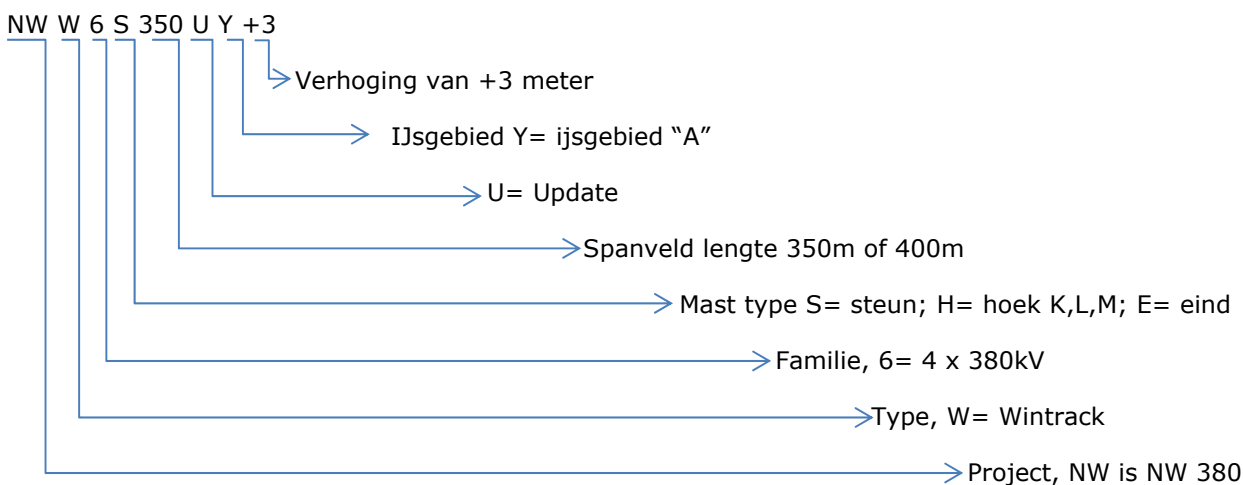 NW W 6 S 350 U Y +3
Verhoging van +3 meter
IJsgebied Y= ijsgebied “A”
U= Update
Spanveld lengte 350m of 400m
Mast type S= steun; H= hoek K,L,M; E= eind
Familie, 6= 4 x 380kV
Type, W= Wintrack
Project, NW is NW 380